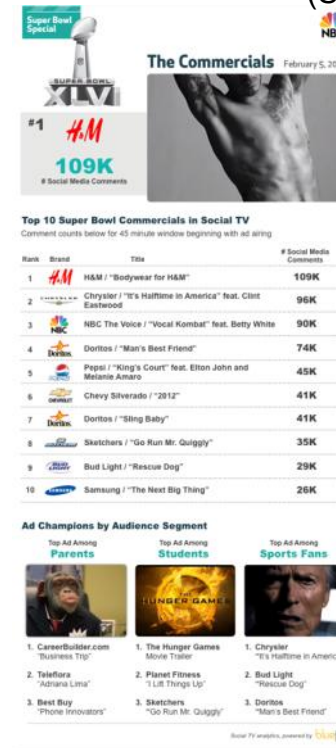 (C
Super Bowl
Special
NB
The Commercials February 5, 20
SUPER BOWL
XLVI
#1 H&M
109K
# Social Media Comments
Top 10 Super Bowl Commercials in Social TV
Comment counts below for 45 minute window beginning with ad airing
Rank Brand Title # Social Media Comments
1 H&M H&M / "Bodywear for H&M" 109K
2 CHRYSLER Chrysler / "It's Halftime in America" feat. Clint Eastwood 96K
3 NBC NBC The Voice / "Vocal Kombat" feat. Betty White 90K
4 Doritos Doritos / "Man's Best Friend" 74K
5 pepsi Pepsi / "King's Court" feat. Elton John and Melanie Amaro 45K
6 CHEVROLET Chevy Silverado / "2012" 41K
7 Doritos Doritos / "Sling Baby" 41K
8 Sketchers / "Go Run Mr. Quiggly" 35K
9 BUD LIGHT Bud Light / "Rescue Dog" 29K
10 SAMSUNG Samsung / "The Next Big Thing" 26K
Ad Champions by Audience Segment
Top Ad Among Parents
Top Ad Among Students
Top Ad Among Sports Fans
THE HUNGER GAMES
1. CareerBuilder.com
"Business Trip"
2. Teleflora
"Adriana Lima"
3. Best Buy
"Phone Innovators"
1. The Hunger Games
Movie Trailer
2. Planet Fitness
"I Lift Things Up"
3. Sketchers
"Go Run Mr. Quiggly"
1. Chrysler
"It's Halftime in Americ
2. Bud Light
"Rescue Dog"
3. Doritos
"Man's Best Friend"
Social TV analytics, powered by blue